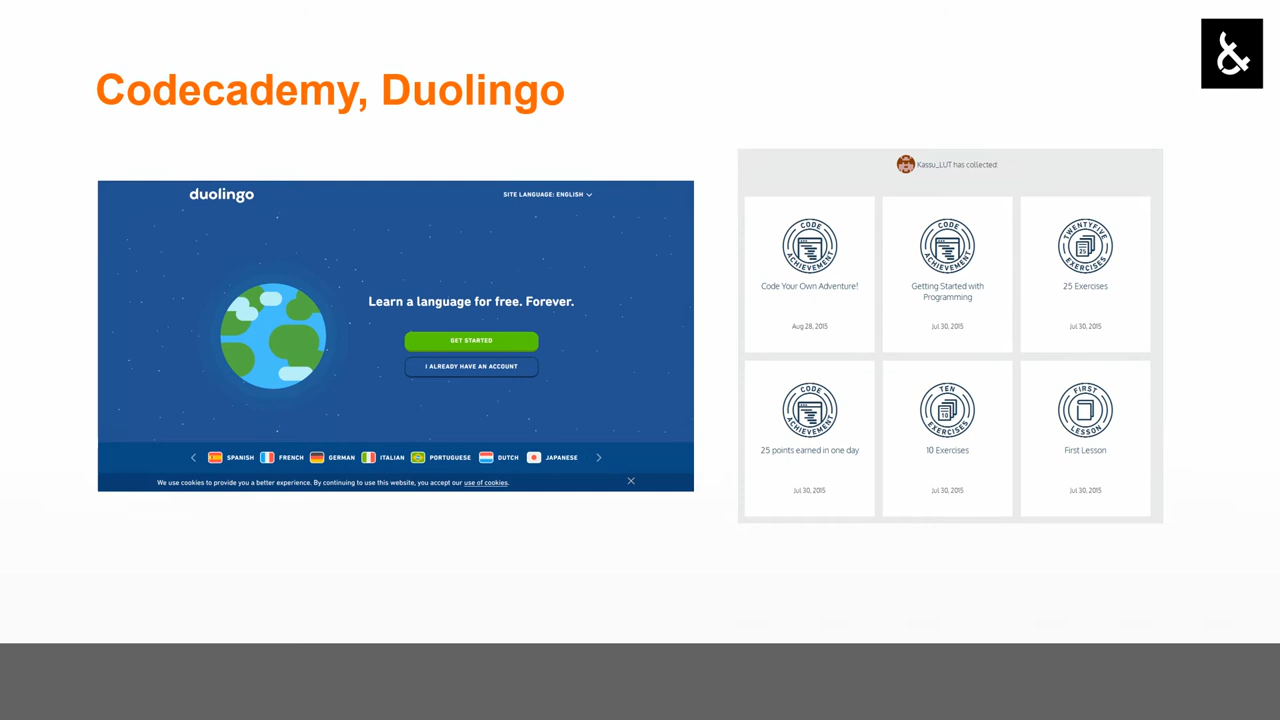 &
Codecademy, Duolingo
duolingo
SITE LANGUAGE: ENGLISH
Learn a language for free. Forever.
GET STARTED
I ALREADY HAVE AN ACCOUNT
SPANISH FRENCH GERMAN ITALIAN PORTUGUESE DUTCH JAPANESE
We use cookies to provide you a better experience. By continuing to use this website, you accept our use of cookies.
Kassu_LUT has collected:
CODE ACHIEVEMENT
Code Your Own Adventure!
Aug 28, 2015
CODE ACHIEVEMENT
Getting Started with
Programming
Jul 30, 2015
TWENTYFIVE EXERCISES
25
25 Exercises
Jul 30, 2015
CODE ACHIEVEMENT
25 points earned in one day
Jul 30, 2015
TEN EXERCISES
10
10 Exercises
Jul 30, 2015
FIRST LESSON
First Lesson
Jul 30, 2015